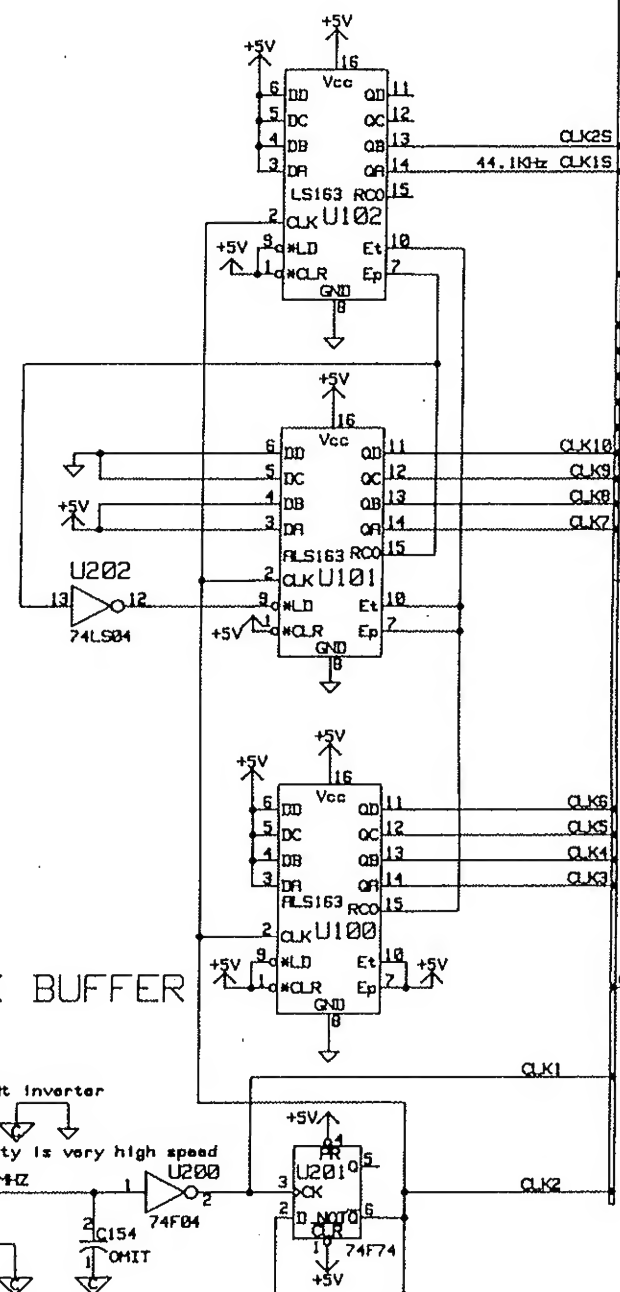 +5V
+5V
16
Vcc
6 DD QD 11
5 DC QC 12
4 DB QB 13 CLK2S
3 DA QA 14 44.1KHz CLK1S
LS163 RCO 15
2 CLK U102
+5V 9 *LD Et 10
1 *CLR Ep 7
GND
8
+5V
16
Vcc
6 DD QD 11 CLK10
5 DC QC 12 CLK9
+5V 4 DB QB 13 CLK8
3 DA QA 14 CLK7
ALS163 RCO 15
U202
2 CLK U101
13 12 9 *LD Et 10
74LS04 +5V 1 *CLR Ep 7
GND
8
+5V
+5V
16
Vcc
6 DD QD 11 CLK6
5 DC QC 12 CLK5
4 DB QB 13 CLK4
3 DA QA 14 CLK3
ALS163 RCO 15
2 CLK U100
+5V 9 *LD Et 10 +5V
1 *CLR Ep 7
GND
8
BUFFER
CLK1
inverter
C
+5V 4
ty is very high speed
PR
MHZ U200 U201 Q 5
1 2 3 CK CLK2
74F04 2 D NOTQ 6
2 C154 CLR
1 OMIT 1 74F74
C C +5V